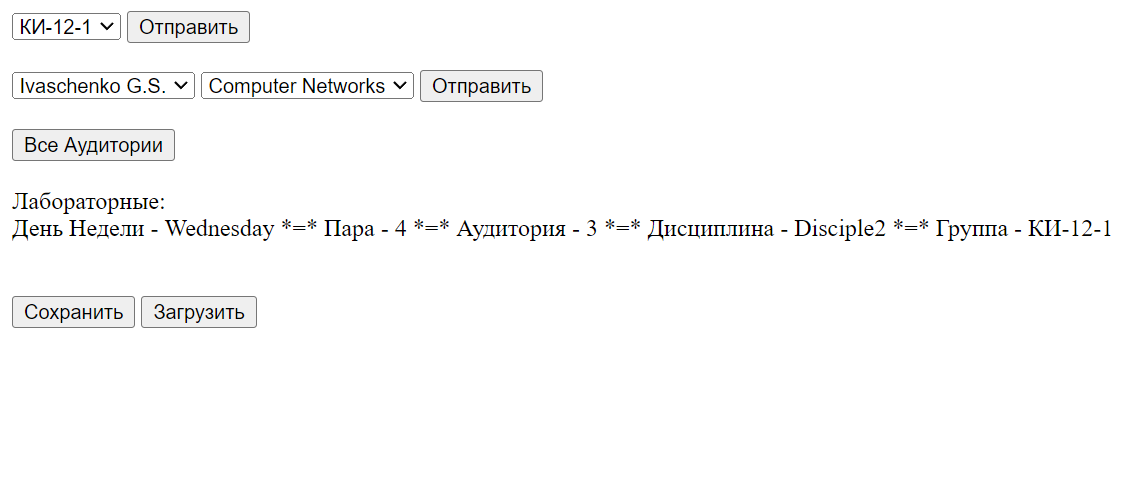 КИ-12-1 Отправить
Ivaschenko G.S. Computer Networks Отправить
Все Аудитории
Лабораторные:
День Недели - Wednesday *=* Пара - 4 *=* Аудитория - 3 *=* Дисциплина - Disciple2 *=* Группа - КИ-12-1
Сохранить Загрузить